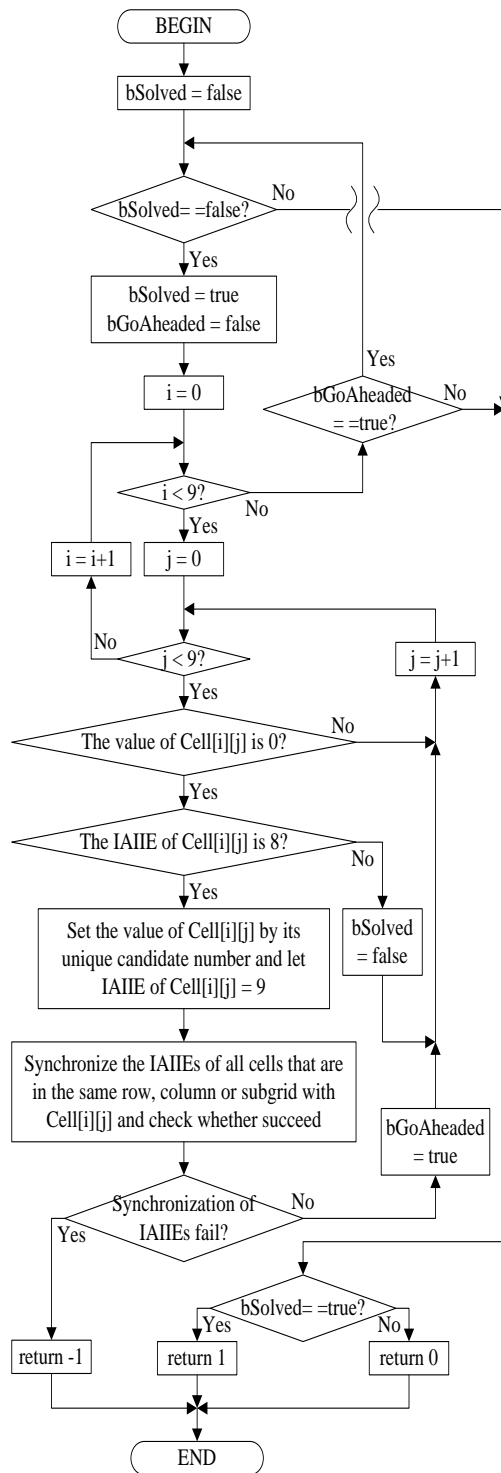 BEGIN
bSolved = false
bSolved= =false?
No
Yes
bSolved = true
bGoAheaded = false
i = 0
Yes
bGoAheaded
= =true?
No
i < 9?
No
Yes
i = i+1
j = 0
No
j < 9?
j = j+1
Yes
The value of Cell[i][j] is 0?
No
Yes
The IAIIE of Cell[i][j] is 8?
No
Yes
Set the value of Cell[i][j] by its
unique candidate number and let
IAIIE of Cell[i][j] = 9
bSolved
= false
Synchronize the IAIIEs of all cells that are
in the same row, column or subgrid with
Cell[i][j] and check whether succeed
bGoAheaded
= true
Synchronization of
IAIIEs fail?
No
Yes
bSolved= =true?
Yes
No
return -1
return 1
return 0
END